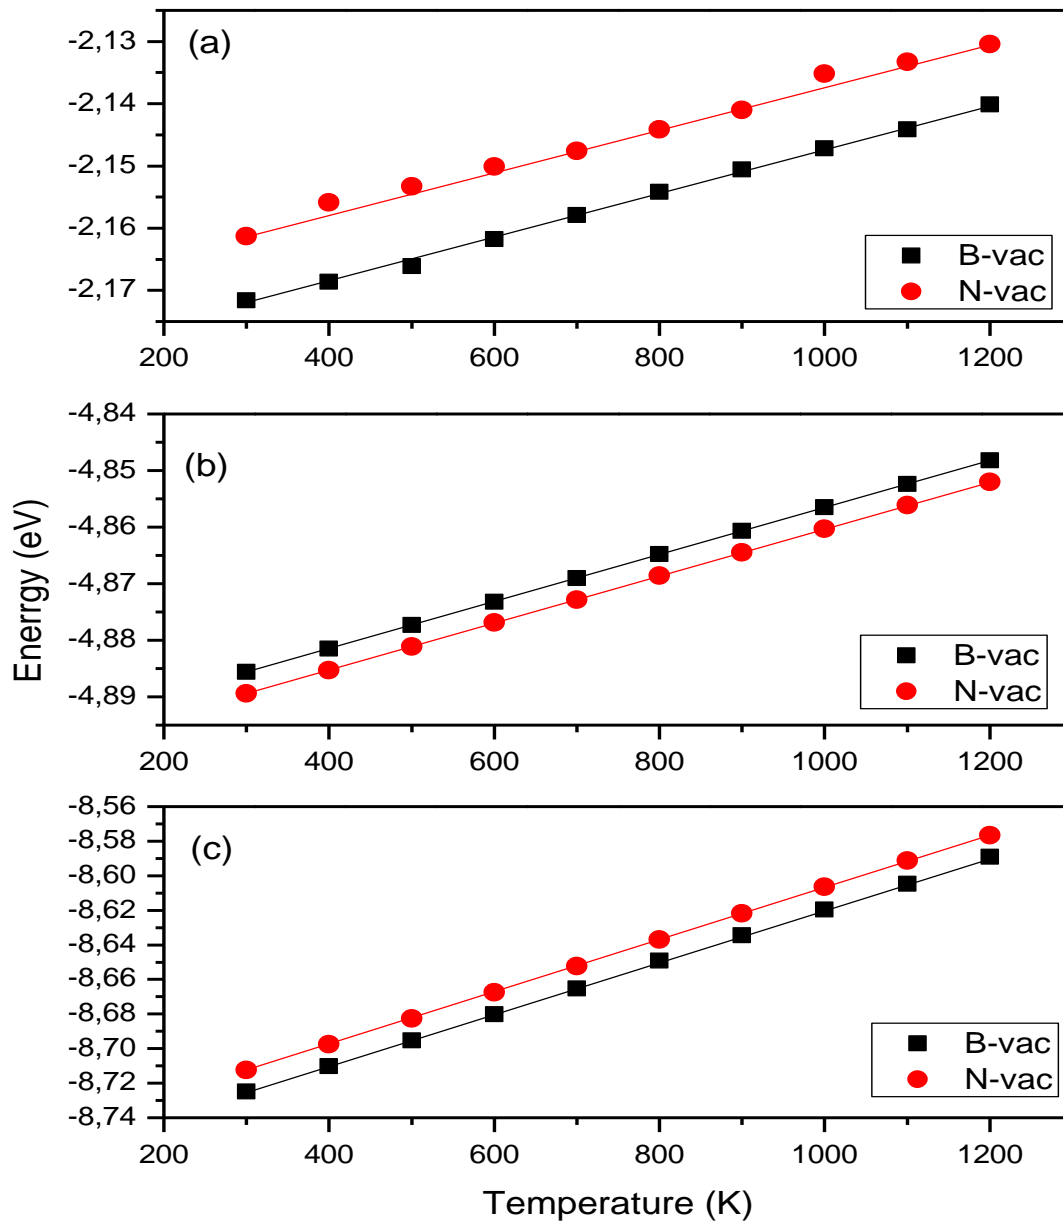 (a)
-2,13
-2,14
-2,15
-2,16
-2,17
B-vac
N-vac
200 400 600 800 1000 1200
(b)
-4,84
-4,85
-4,86
-4,87
-4,88
-4,89
B-vac
N-vac
200 400 600 800 1000 1200
Enerrgy (eV)
(c)
-8,56
-8,58
-8,60
-8,62
-8,64
-8,66
-8,68
-8,70
-8,72
-8,74
B-vac
N-vac
200 400 600 800 1000 1200
Temperature (K)